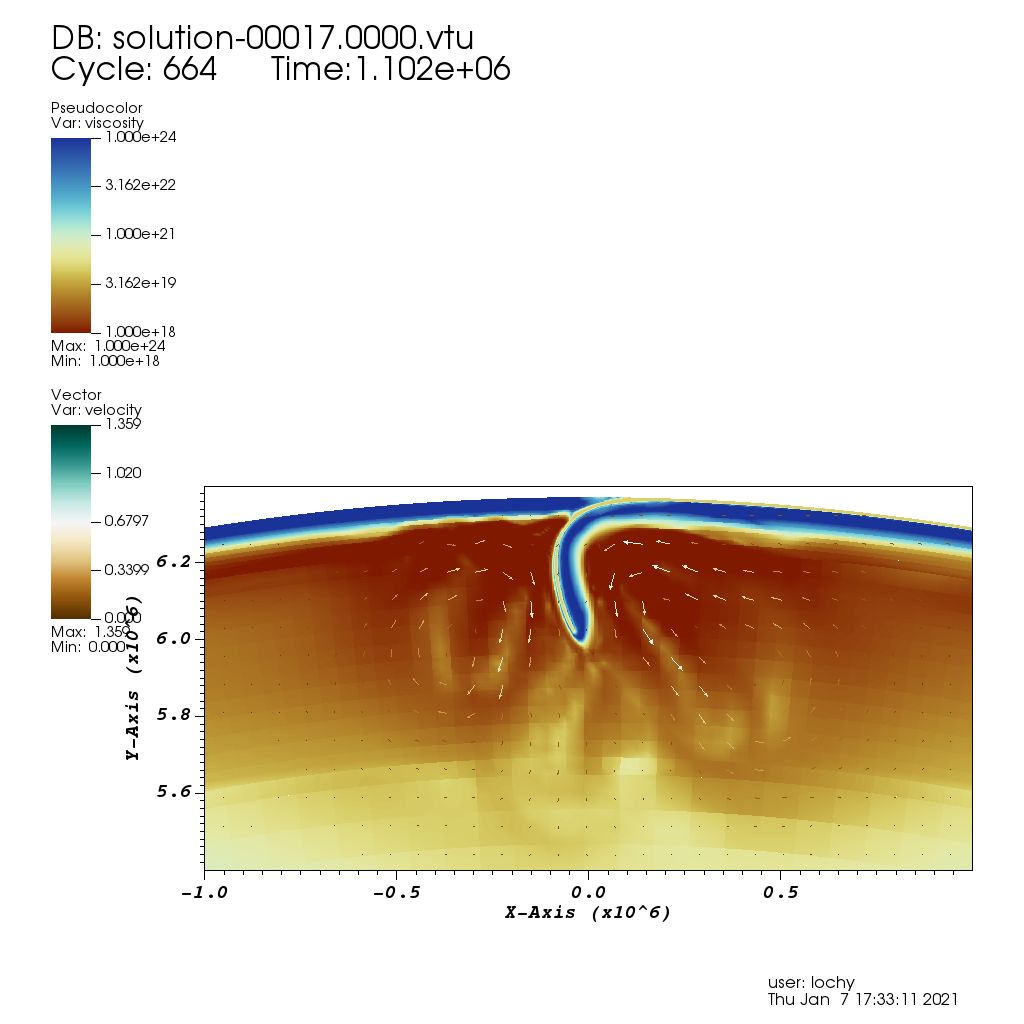 DB: solution-00017.0000.vtu
Cycle: 664 Time:1.102e+06
Pseudocolor
Var: viscosity
1.000e+24
3.162e+22
1.000e+21
3.162e+19
1.000e+18
Max: 1.000e+24
Min: 1.000e+18
Vector
Var: velocity
1.359
1.020
0.6797
0.3399
0.000
Max: 1.359
Min: 0.000
Y-Axis (x10^6)
6.2
6.0
5.8
5.6
-1.0 -0.5 0.0 0.5
X-Axis (x10^6)
user: lochy
Thu Jan 7 17:33:11 2021